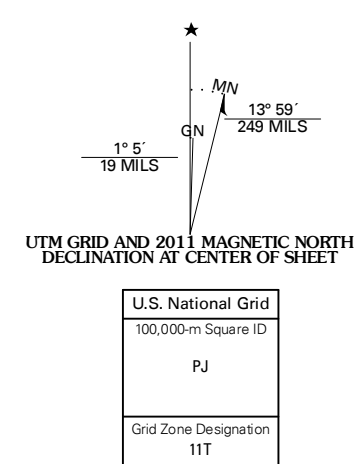 ★
MN
GN
13° 59´
249 MILS
1° 5´
19 MILS
UTM GRID AND 2011 MAGNETIC NORTH
DECLINATION AT CENTER OF SHEET
U.S. National Grid
100,000-m Square ID
PJ
Grid Zone Designation
11T